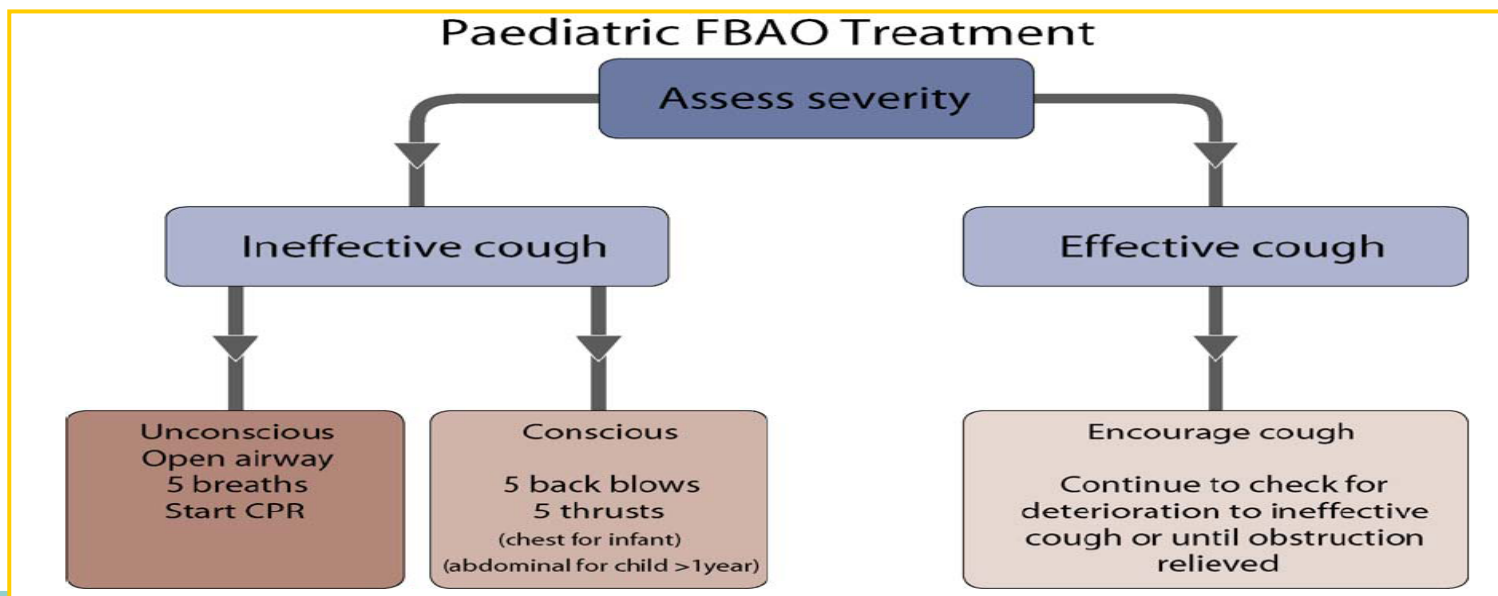 Paediatric FBAO Treatment
Assess severity
Ineffective cough
Effective cough
Unconscious
Open airway
5 breaths
Start CPR
Conscious
5 back blows
5 thrusts
(chest for infant)
(abdominal for child >1year)
Encourage cough
Continue to check for
deterioration to ineffective
cough or until obstruction
relieved